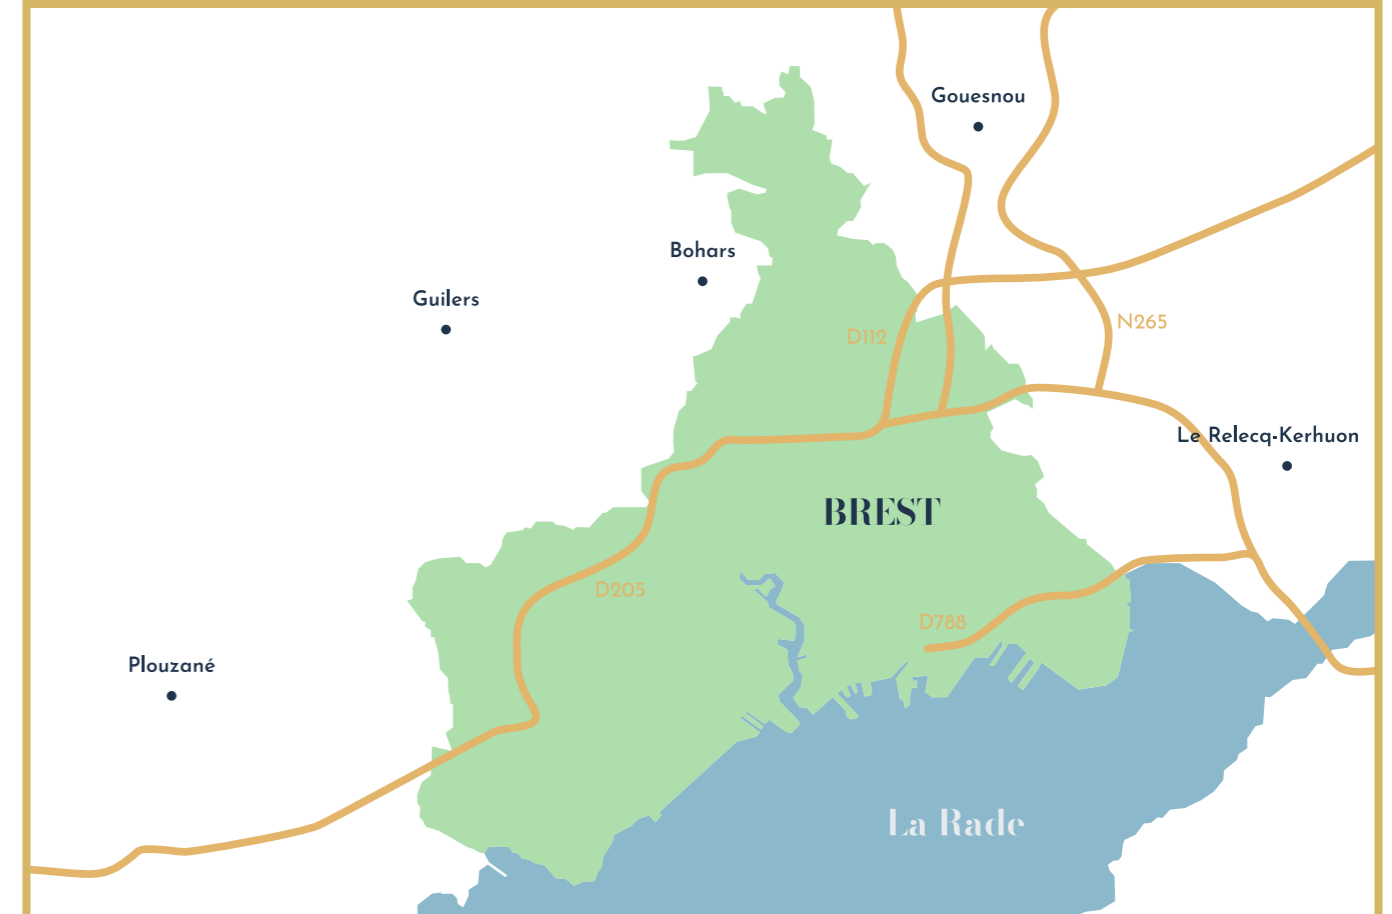 Gouesnou
Bohars
Guilers
N265
D112
Le Relecq-Kerhuon
BREST
D205
D788
Plouzané
La Rade